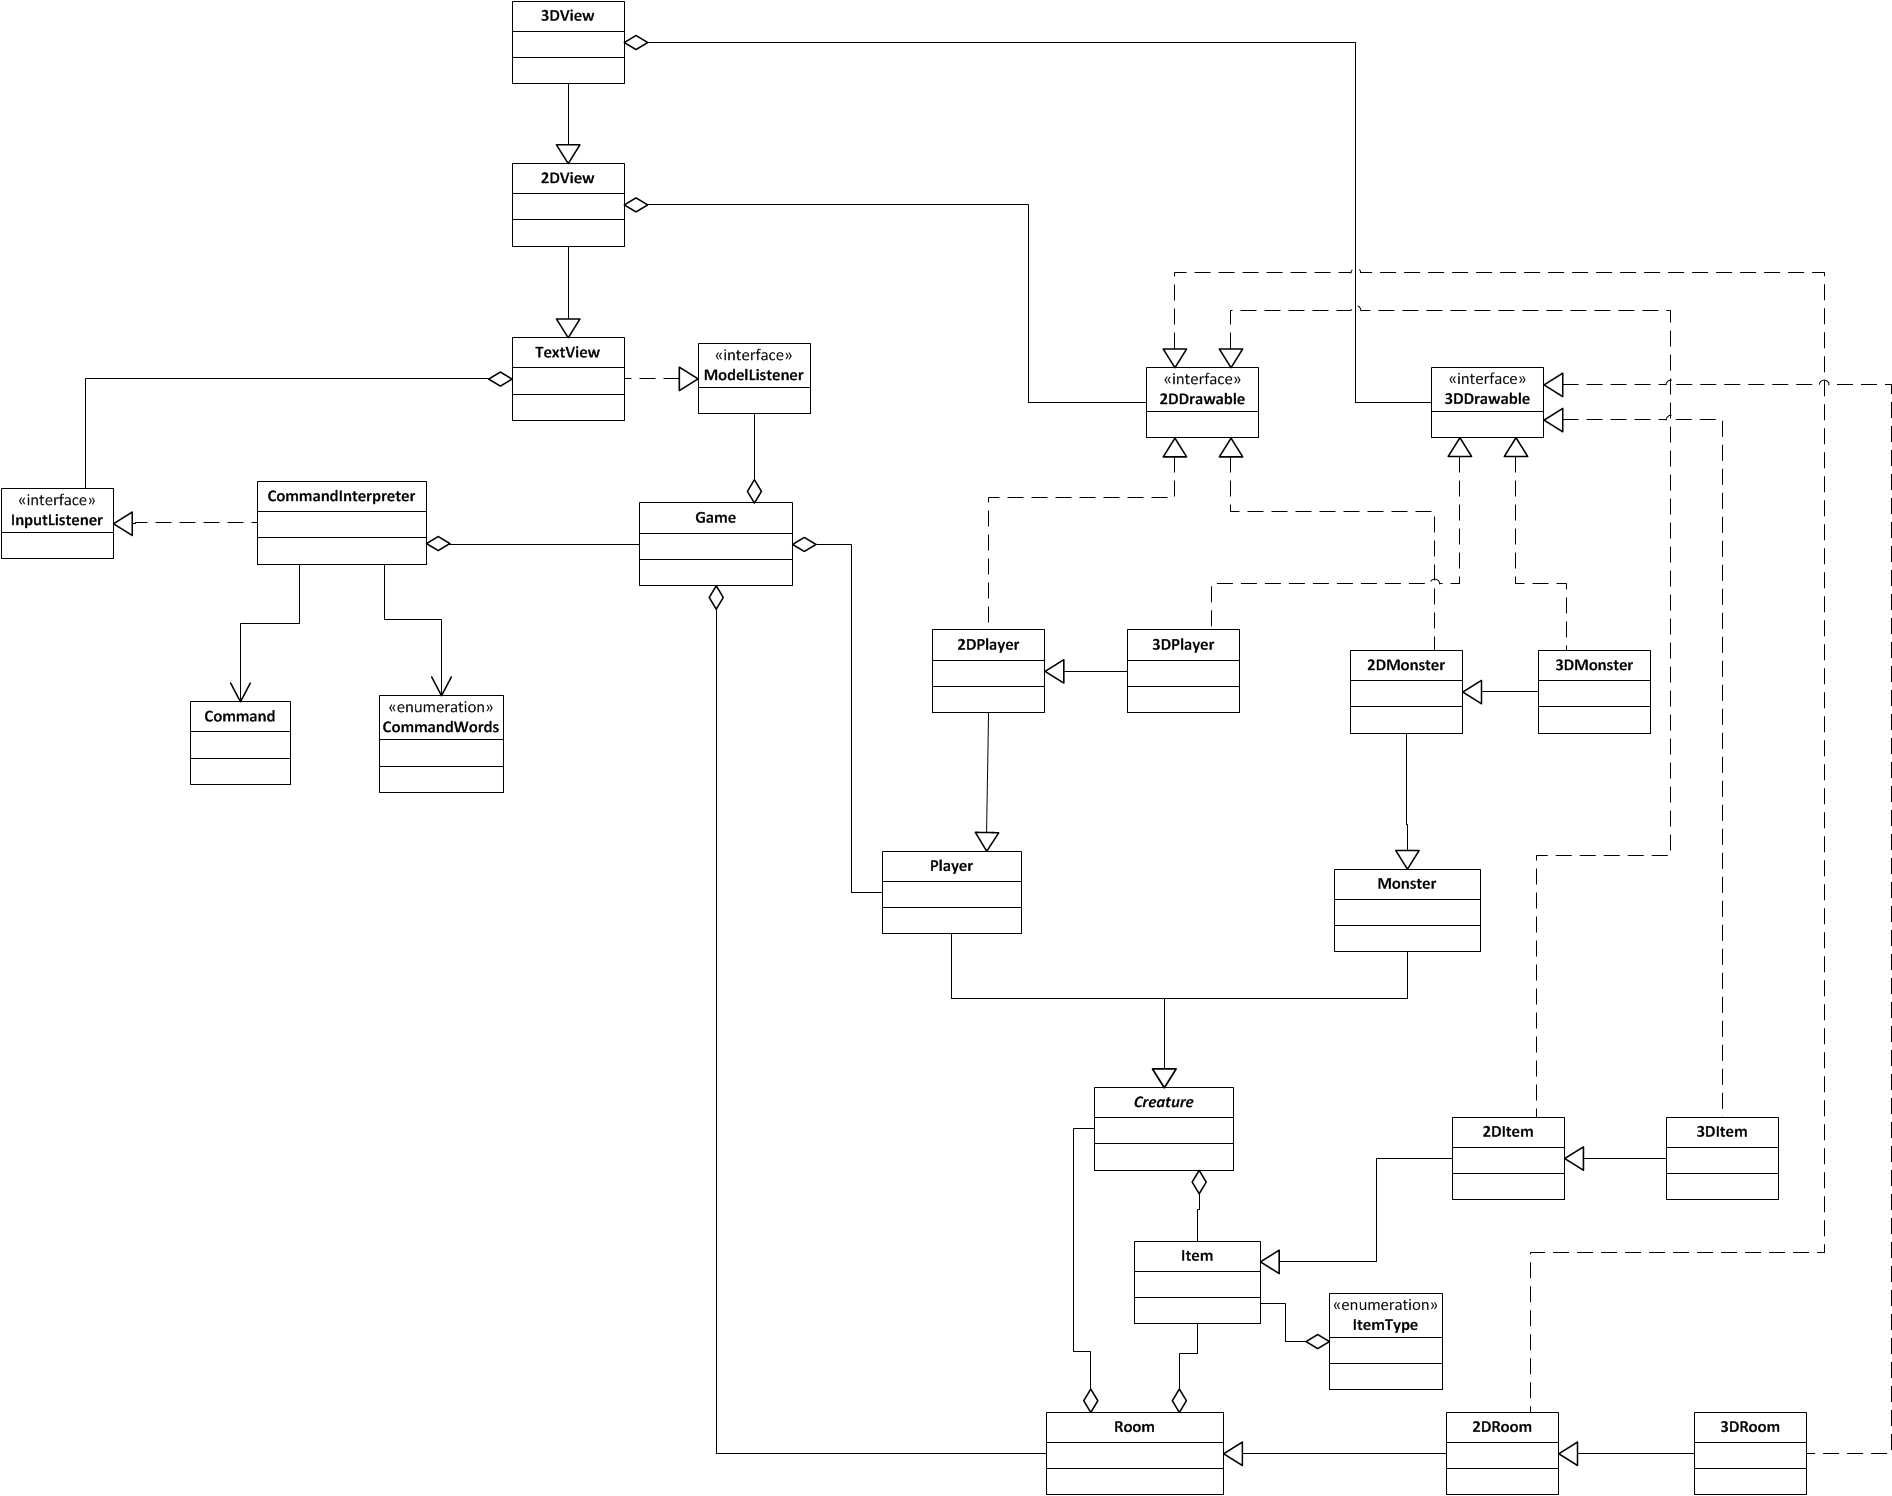 3DView
2DView
TextView
«interface»
ModelListener
«interface»
2DDrawable
«interface»
3DDrawable
«interface»
InputListener
CommandInterpreter
Game
2DPlayer
3DPlayer
2DMonster
3DMonster
Command
«enumeration»
CommandWords
Player
Monster
Creature
2DItem
3DItem
Item
«enumeration»
ItemType
Room
2DRoom
3DRoom